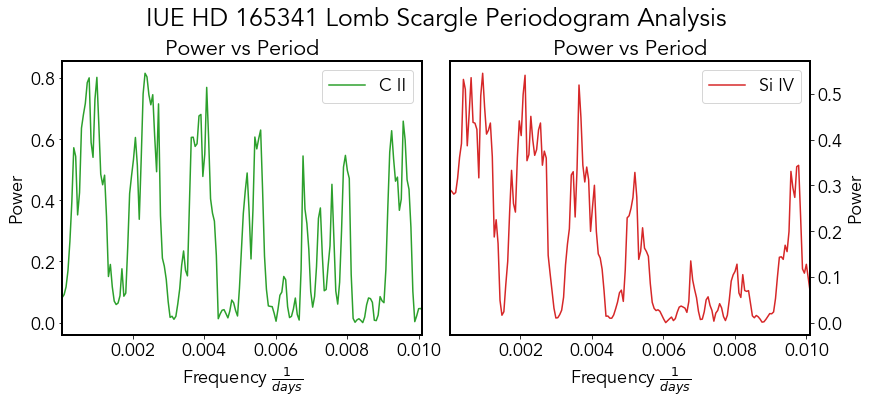 IUE HD 165341 Lomb Scargle Periodogram Analysis
Power vs Period
C II
0.8
0.6
0.4
0.2
0.0
Power
0.002
0.004
0.006
0.008
0.010
Frequency 1/days
Power vs Period
Si IV
0.5
0.4
0.3
0.2
0.1
0.0
Power
0.002
0.004
0.006
0.008
0.010
Frequency 1/days